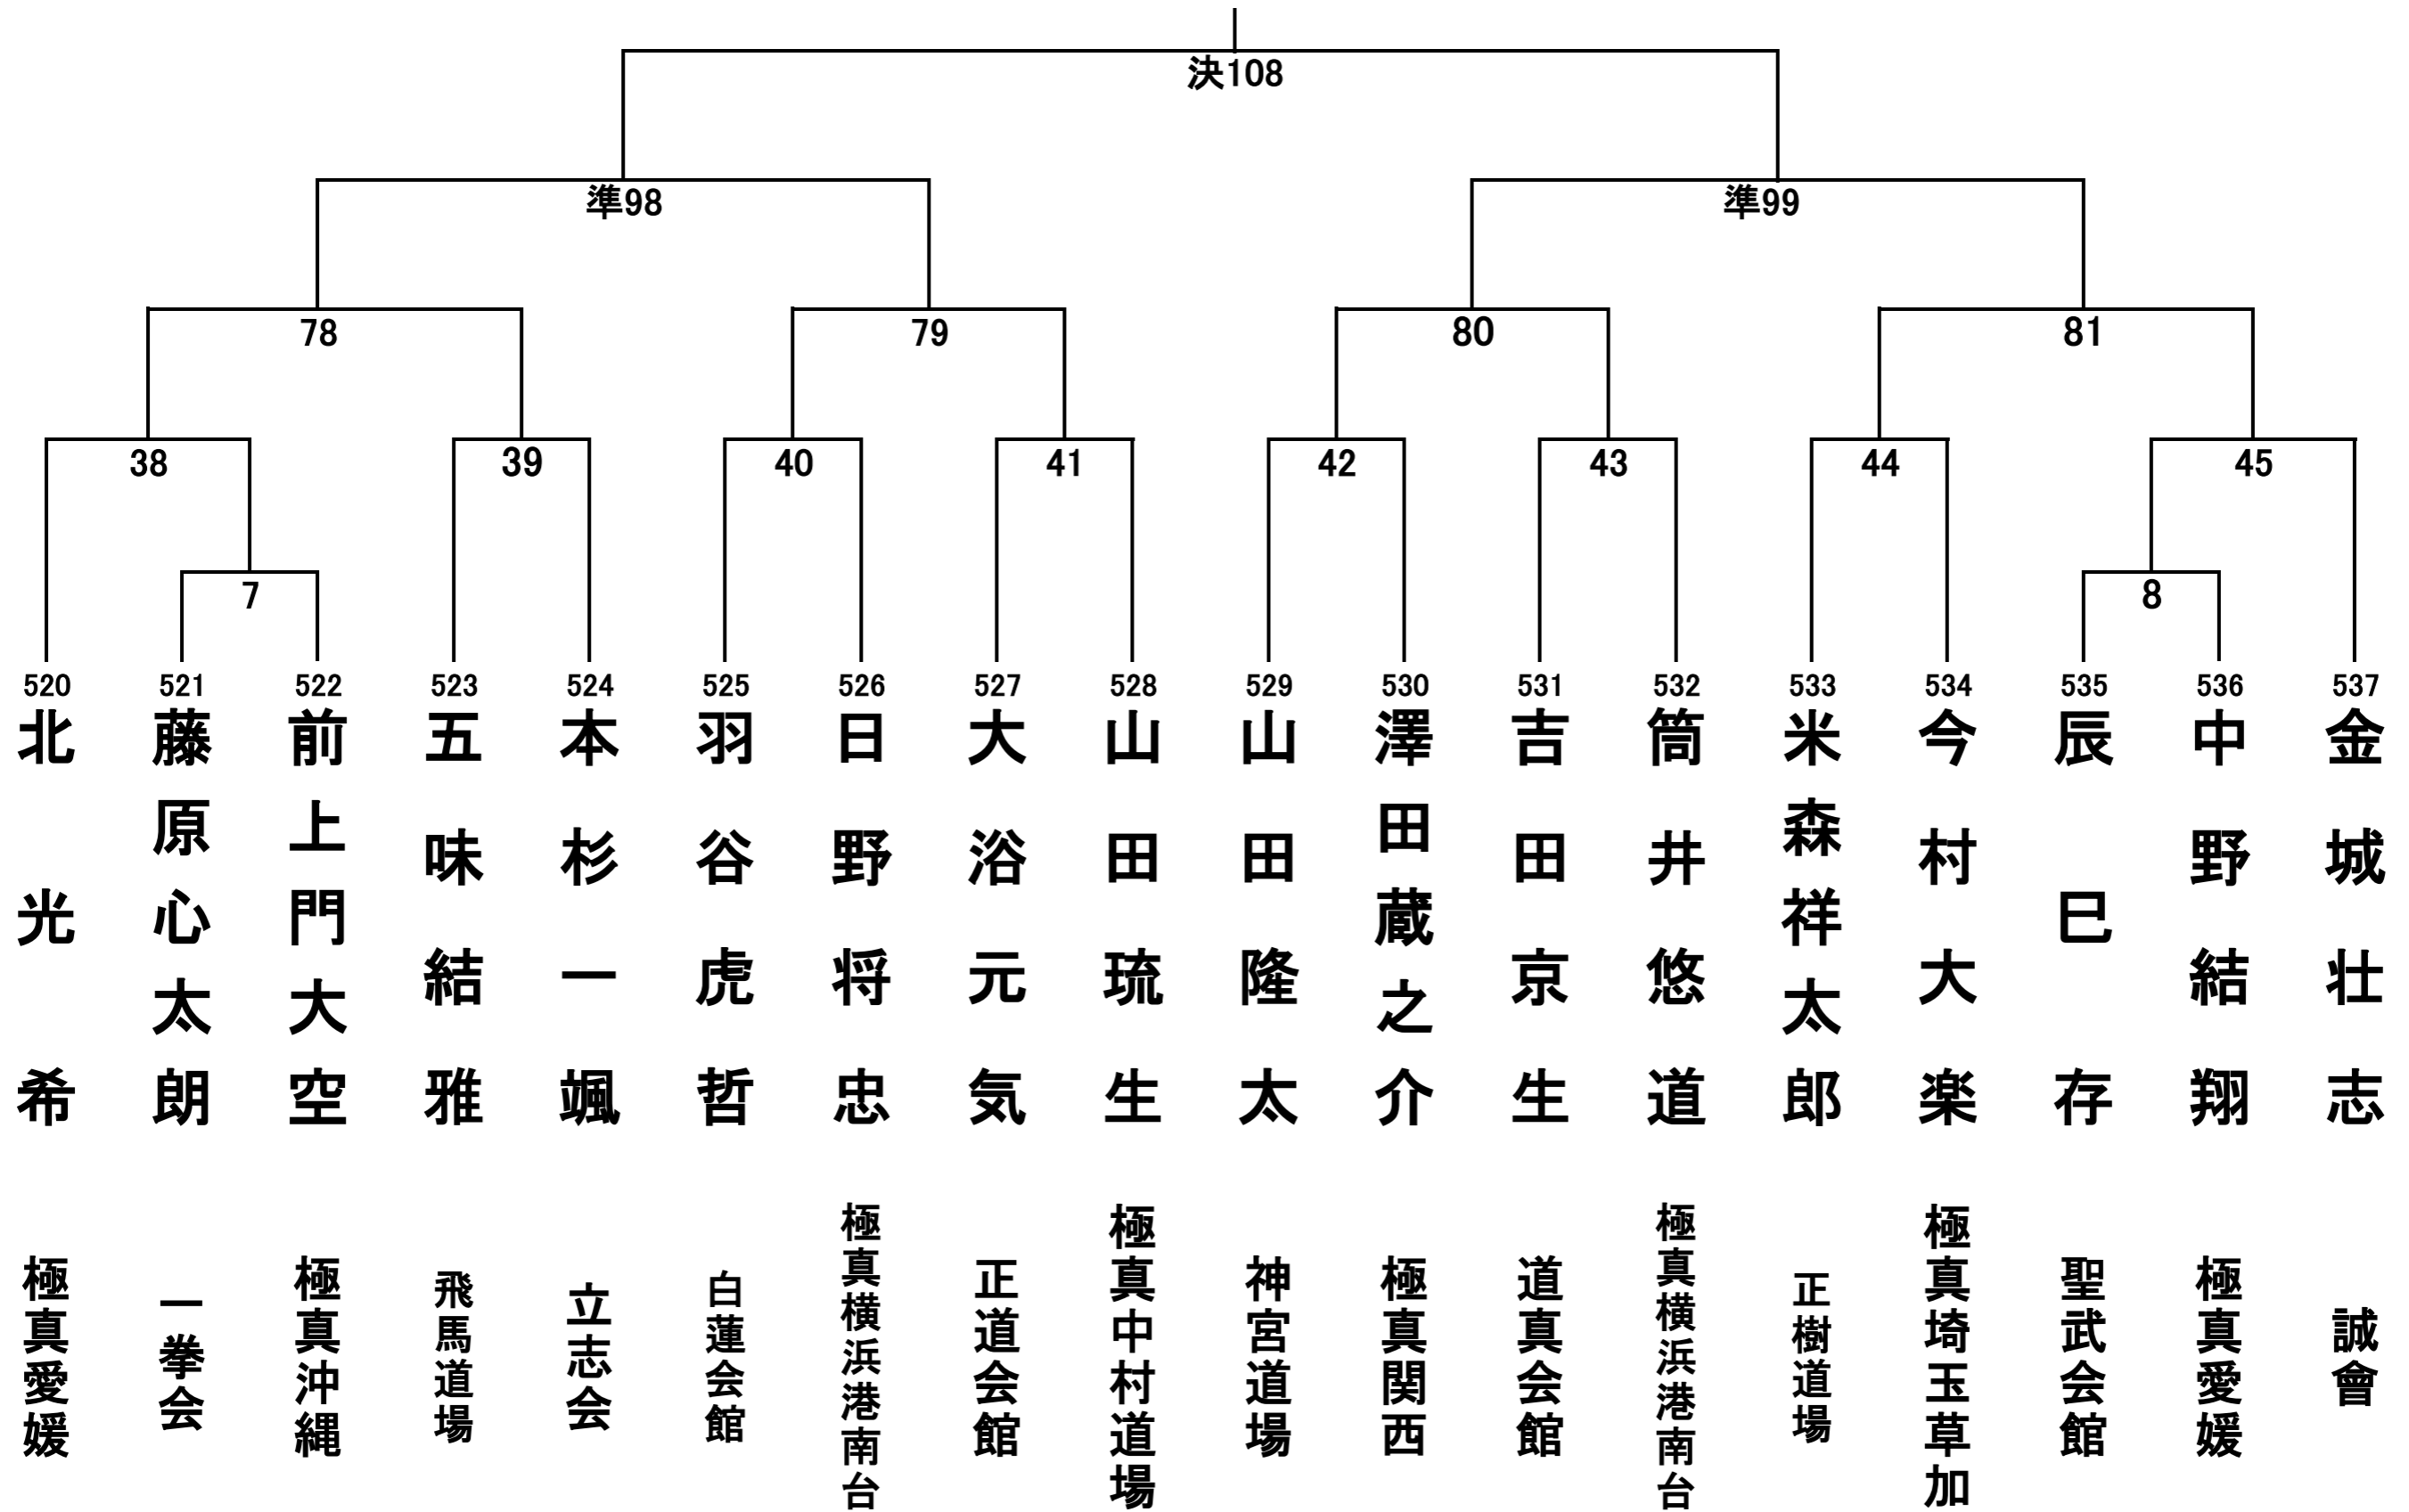 決108
準98
準99
78
79
80
81
38
39
40
41
42
43
44
45
7
8
520
521
522
523
524
525
526
527
528
529
530
531
532
533
534
535
536
537
北光希
藤原心太朗
前上門大空
五味結雅
本杉一颯
羽谷虎哲
日野将忠
大浴元気
山田琉生
山田隆太
澤田蔵之介
吉田京生
筒井悠道
米森祥太郎
今村大楽
辰巳存
中野結翔
金城壮志
極真愛媛
一拳会
極真沖縄
飛馬道場
立志会
白蓮会館
極真横浜港南台
正道会館
極真中村道場
神宮道場
極真関西
道真会館
極真横浜港南台
正樹道場
極真埼玉草加
聖武会館
極真愛媛
誠會